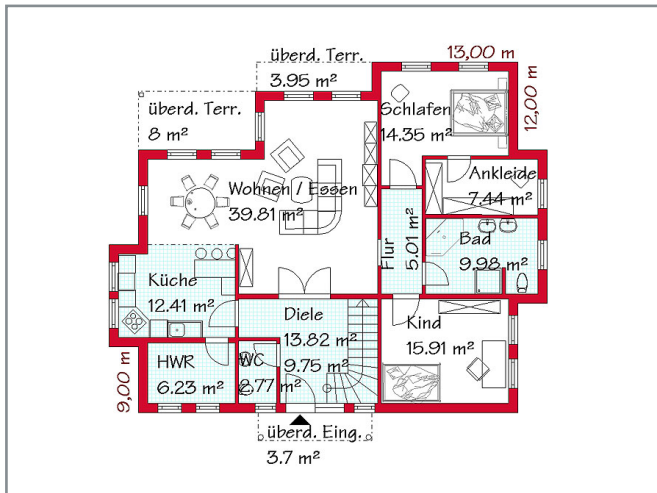 überd. Terr.
3.95 m²
13,00 m
12,00 m
überd. Terr.
8 m²
Schlafen
14.35 m²
Wohnen / Essen
39.81 m²
Ankleide
7.44 m²
Flur
5.01 m²
Bad
9.98 m²
Küche
12.41 m²
Diele
13.82 m²
9.75 m²
Kind
15.91 m²
HWR
6.23 m²
WC
2.77 m²
9,00 m
überd. Eing.
3.7 m²